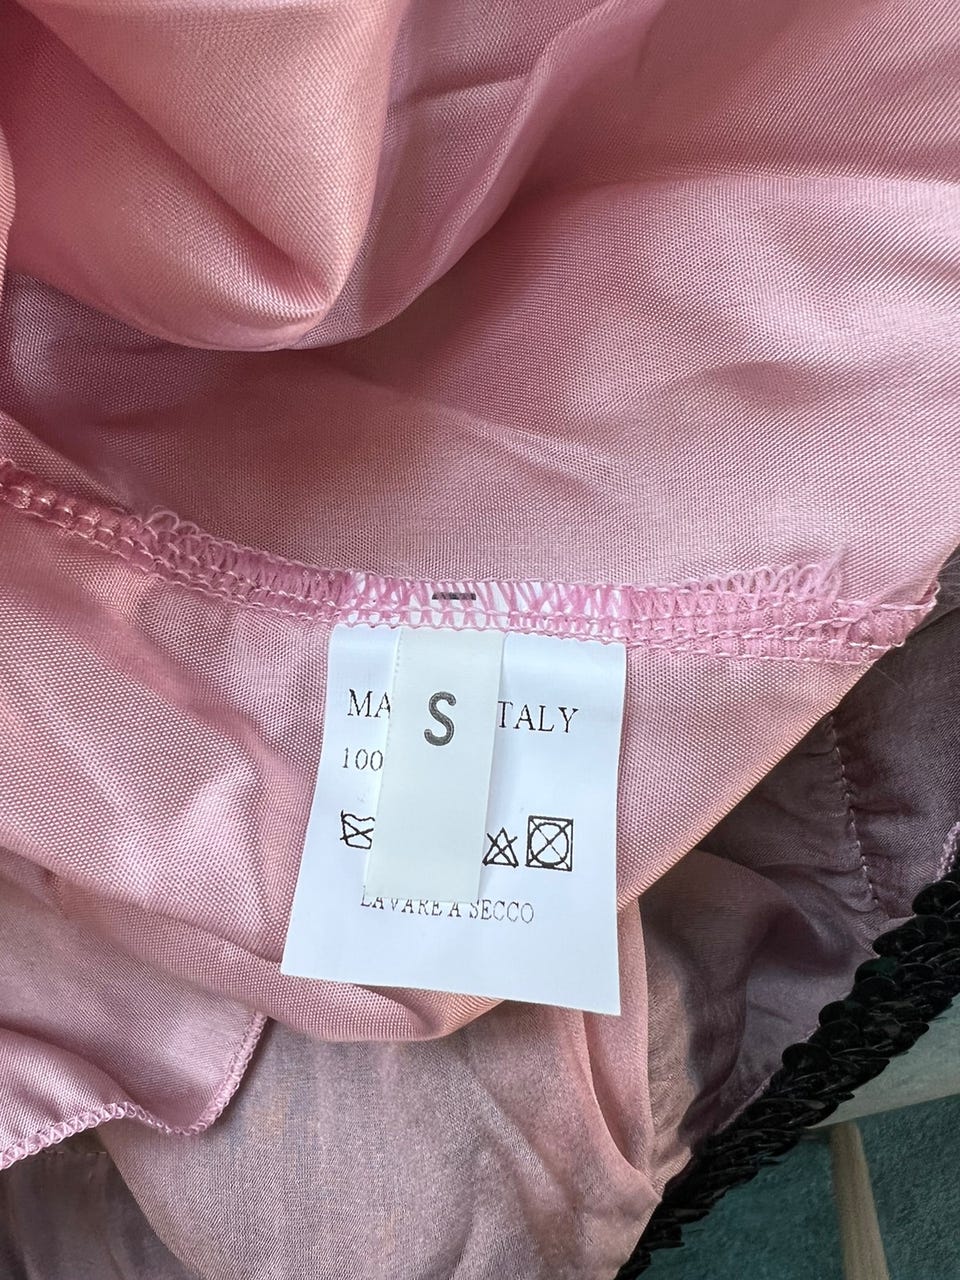 S
MA TALY
100
LAVARE A SECCO